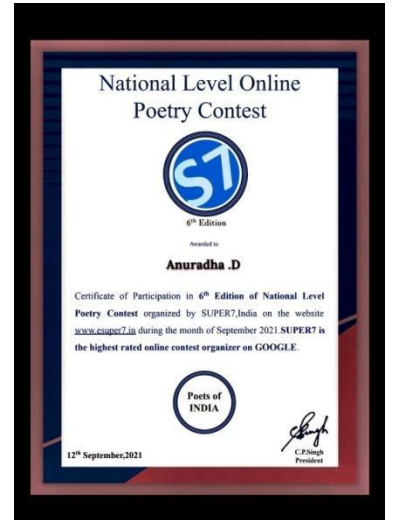 National Level Online
Poetry Contest
S7
6th Edition
Awarded to
Anuradha .D
Certificate of Participation in 6th Edition of National Level
Poetry Contest organized by SUPER7,India on the website
www.esuper7.in during the month of September 2021.SUPER7 is
the highest rated online contest organizer on GOOGLE.
Poets of
INDIA
CPSingh
12th September,2021
C.P.Singh
President